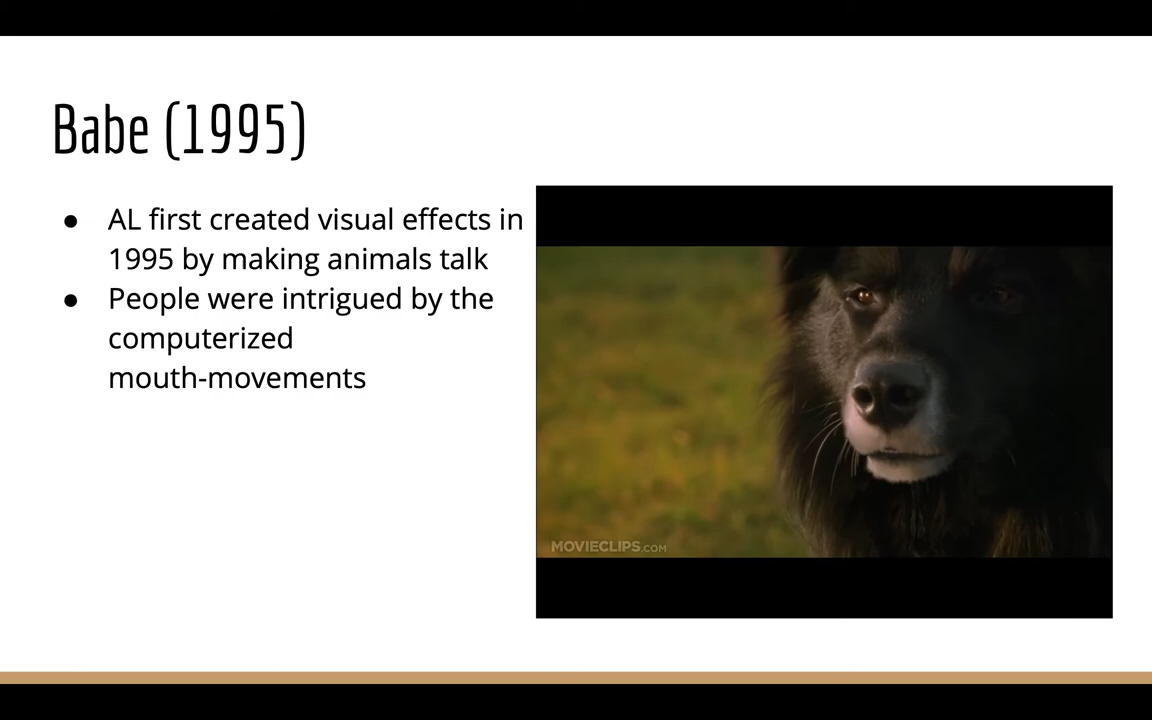 Babe (1995)
● AL first created visual effects in
1995 by making animals talk
● People were intrigued by the
computerized
mouth-movements
MOVIECLIPS.COM